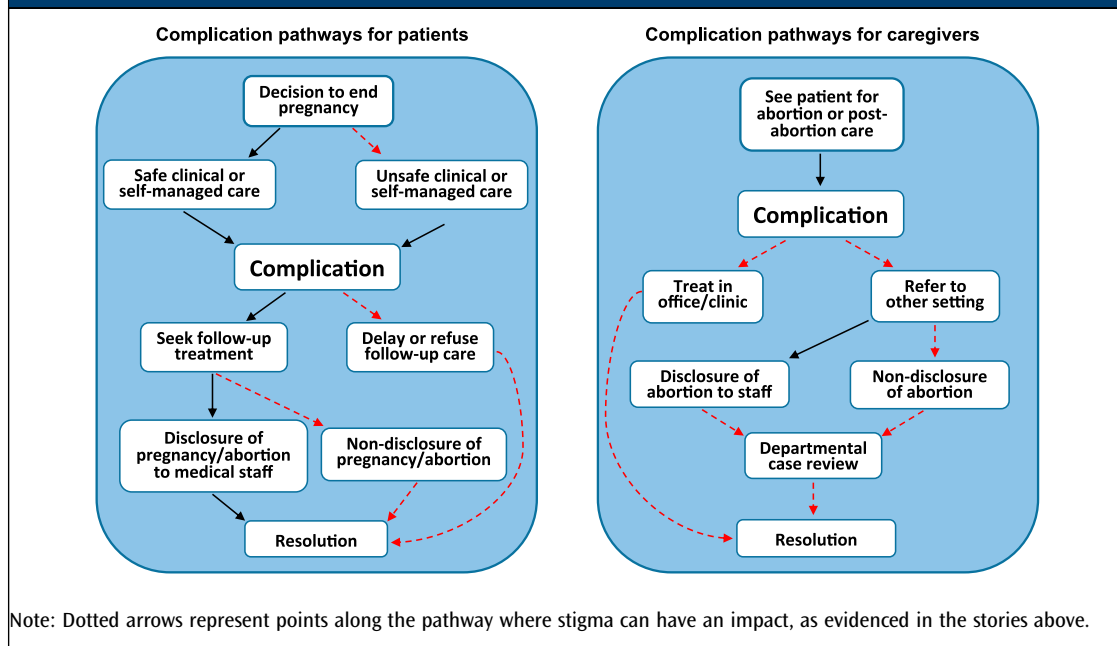 Complication pathways for patients
Decision to end
pregnancy
Safe clinical or
self-managed care
Unsafe clinical or
self-managed care
Complication
Seek follow-up
treatment
Delay or refuse
follow-up care
Disclosure of
pregnancy/abortion
to medical staff
Non-disclosure of
pregnancy/abortion
Resolution
Complication pathways for caregivers
See patient for
abortion or post-
abortion care
Complication
Treat in
office/clinic
Refer to
other setting
Disclosure of
abortion to staff
Non-disclosure
of abortion
Departmental
case review
Resolution
Note: Dotted arrows represent points along the pathway where stigma can have an impact, as evidenced in the stories above.